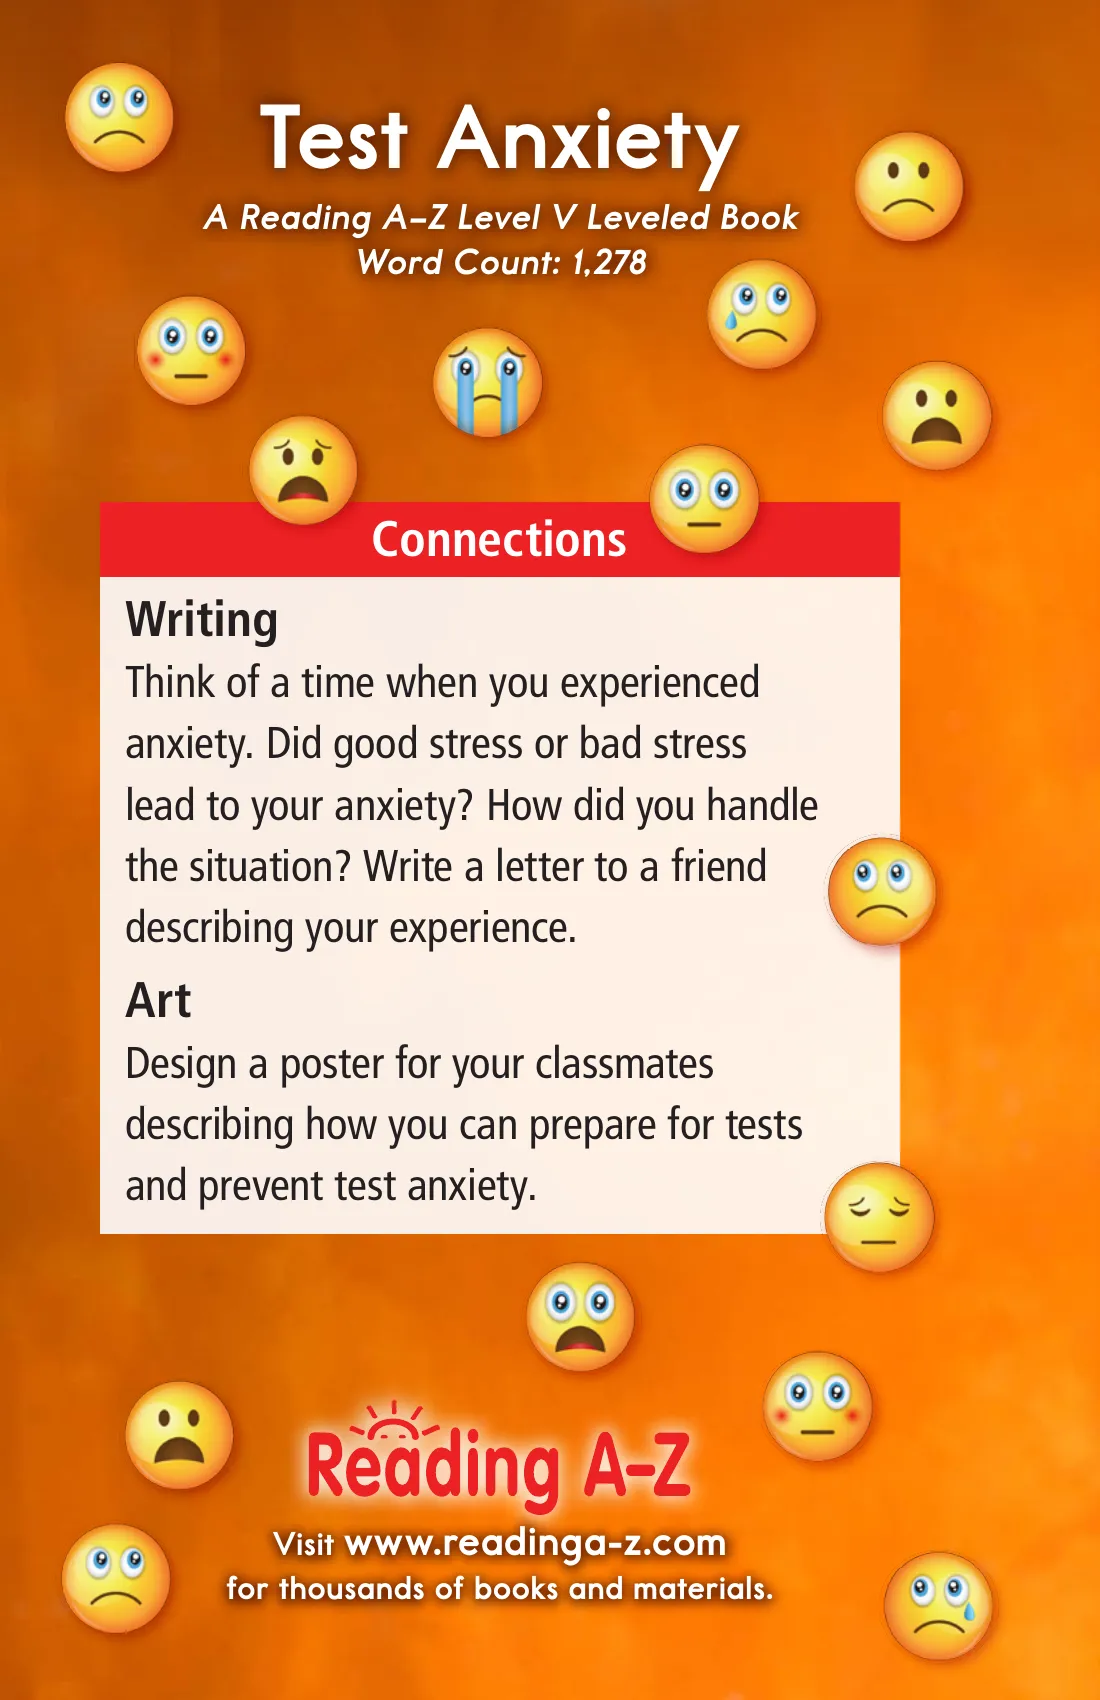 Test Anxiety
A Reading A–Z Level V Leveled Book
Word Count: 1,278
Connections
Writing
Think of a time when you experienced
anxiety. Did good stress or bad stress
lead to your anxiety? How did you handle
the situation? Write a letter to a friend
describing your experience.
Art
Design a poster for your classmates
describing how you can prepare for tests
and prevent test anxiety.
Reading A–Z
Visit www.readinga-z.com
for thousands of books and materials.